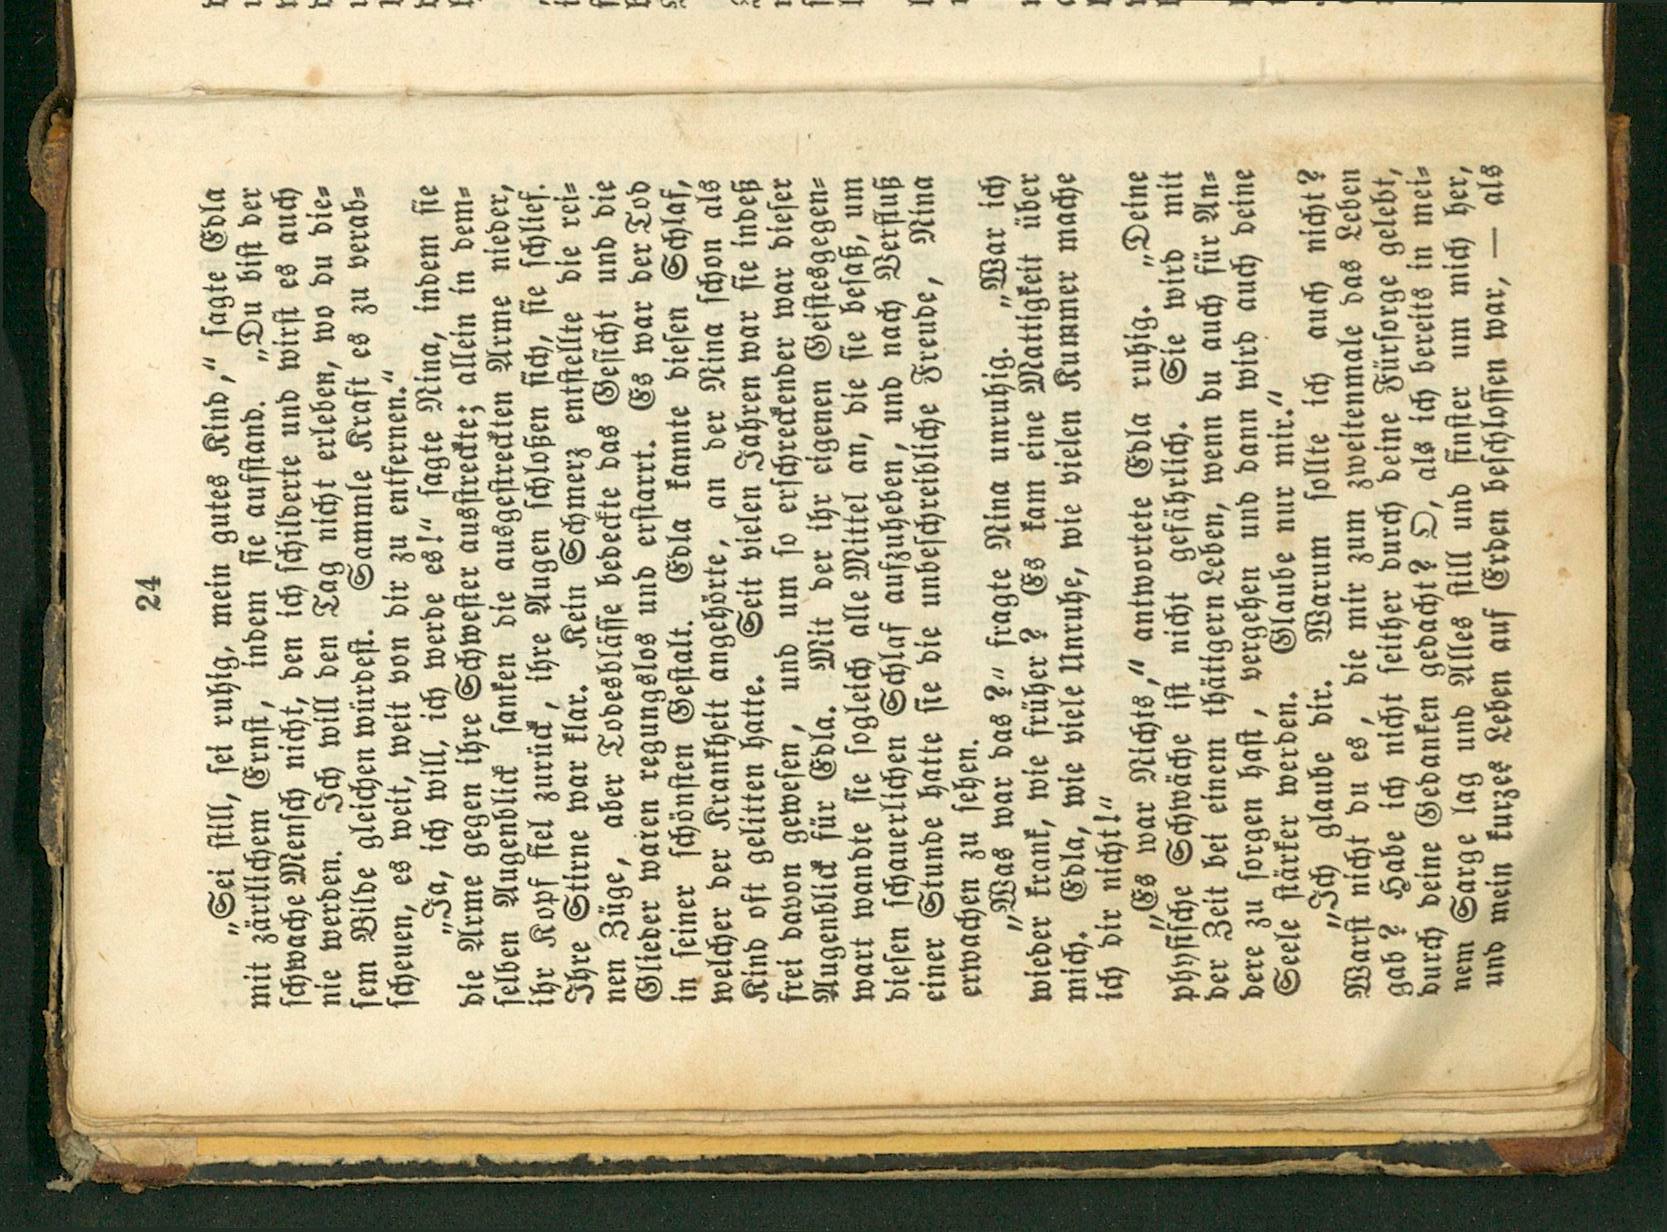 24
„Sei still, sei ruhig, mein gutes Kind,“ sagte Edla
mit zärtlichem Ernst, indem sie aufstand. „Du bist der
schwache Mensch nicht, den ich schilderte und wirst es auch
nie werden. Ich will den Tag nicht erleben, wo du die-
sem Bilde gleichen würdest. Sammle Kraft es zu verab-
scheuen, es weit, weit von dir zu entfernen.“
„Ja, ich will, ich werde es!“ sagte Nina, indem sie
die Arme gegen ihre Schwester ausstreckte; allein in dem-
selben Augenblick sanken die ausgestreckten Arme nieder,
ihr Kopf fiel zurück, ihre Augen schloßen sich, sie schlief.
Ihre Stirne war klar. Kein Schmerz entstellte die rei-
nen Züge, aber Todesblässe bedeckte das Gesicht und die
Glieder waren regungslos und erstarrt. Es war der Tod
in seiner schönsten Gestalt. Edla kannte diesen Schlaf,
welcher der Krankheit angehörte, an der Nina schon als
Kind oft gelitten hatte. Seit vielen Jahren war sie indeß
frei davon gewesen, und um so erschreckender war dieser
Augenblick für Edla. Mit der ihr eigenen Geistesgegen-
wart wandte sie sogleich alle Mittel an, die sie besaß, um
diesen schauerlichen Schlaf aufzuheben, und nach Verfluß
einer Stunde hatte sie die unbeschreibliche Freude, Nina
erwachen zu sehen.
„Was war das?“ fragte Nina unruhig. „War ich
wieder krank, wie früher? Es kam eine Mattigkeit über
mich. Edla, wie viele Unruhe, wie vielen Kummer mache
ich dir nicht!“
„Es war Nichts,“ antwortete Edla ruhig. „Deine
physische Schwäche ist nicht gefährlich. Sie wird mit
der Zeit bei einem thätigern Leben, wenn du auch für An-
dere zu sorgen hast, vergehen und dann wird auch deine
Seele stärker werden. Glaube nur mir.“
„Ich glaube dir. Warum sollte ich auch nicht?
Warst nicht du es, die mir zum zweitenmale das Leben
gab? Habe ich nicht seither durch deine Fürsorge gelebt,
durch deine Gedanken gedacht? O, als ich bereits in mei-
nem Sarge lag und Alles still und finster um mich her,
und mein kurzes Leben auf Erden beschlossen war, — als